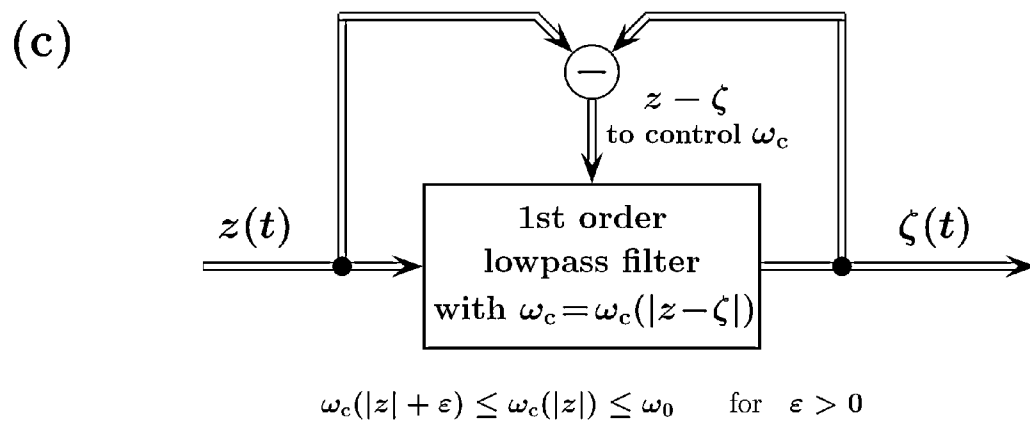 (c)
−
z − ζ
to control ω_c
z(t)
1st order
lowpass filter
with ω_c = ω_c(|z−ζ|)
ζ(t)
ω_c(|z| + ε) ≤ ω_c(|z|) ≤ ω_0 for ε > 0